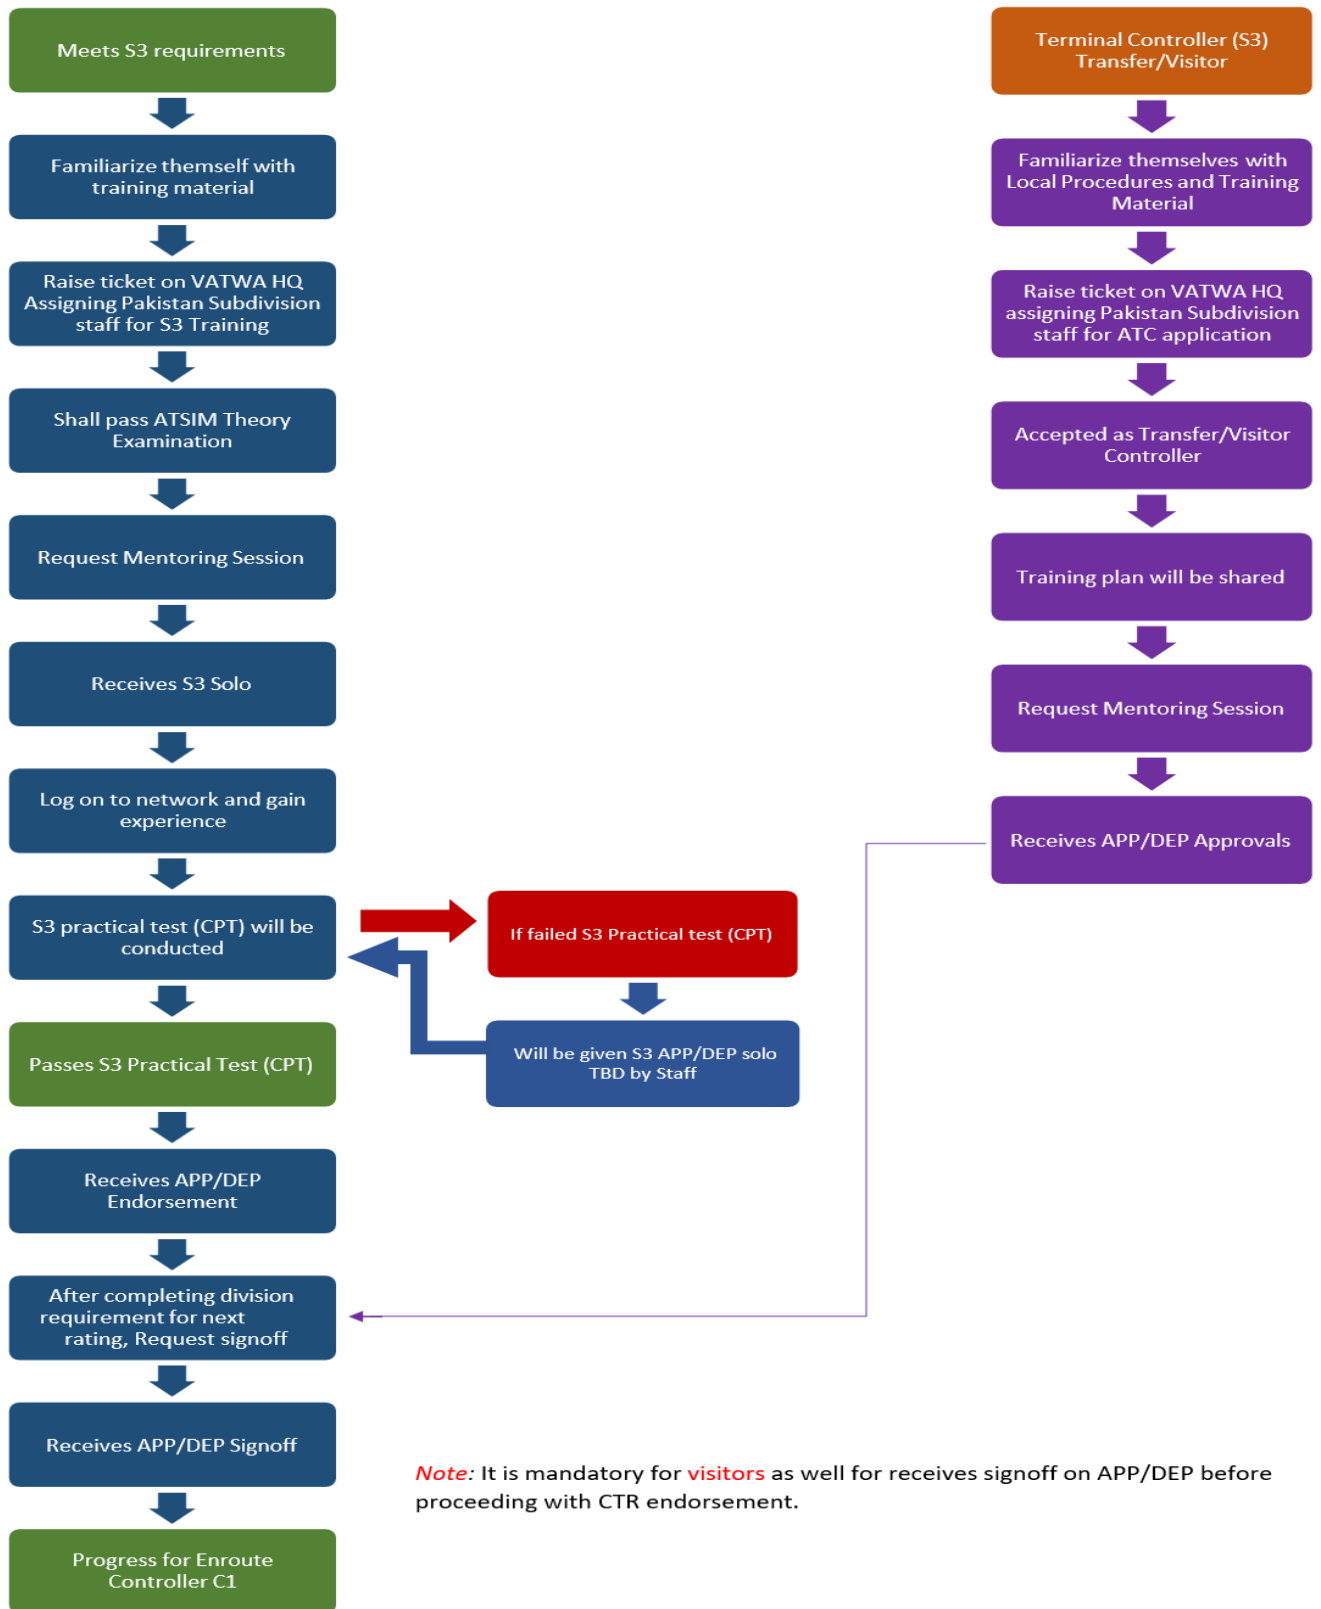 Meets S3 requirements
Familiarize themself with
training material
Raise ticket on VATWA HQ
Assigning Pakistan Subdivision
staff for S3 Training
Shall pass ATSIM Theory
Examination
Request Mentoring Session
Receives S3 Solo
Log on to network and gain
experience
S3 practical test (CPT) will be
conducted
If failed S3 Practical test (CPT)
Will be given S3 APP/DEP solo
TBD by Staff
Passes S3 Practical Test (CPT)
Receives APP/DEP
Endorsement
After completing division
requirement for next
rating, Request signoff
Receives APP/DEP Signoff
Progress for Enroute
Controller C1
Terminal Controller (S3)
Transfer/Visitor
Familiarize themselves with
Local Procedures and Training
Material
Raise ticket on VATWA HQ
assigning Pakistan Subdivision
staff for ATC application
Accepted as Transfer/Visitor
Controller
Training plan will be shared
Request Mentoring Session
Receives APP/DEP Approvals
Note: It is mandatory for visitors as well for receives signoff on APP/DEP before
proceeding with CTR endorsement.